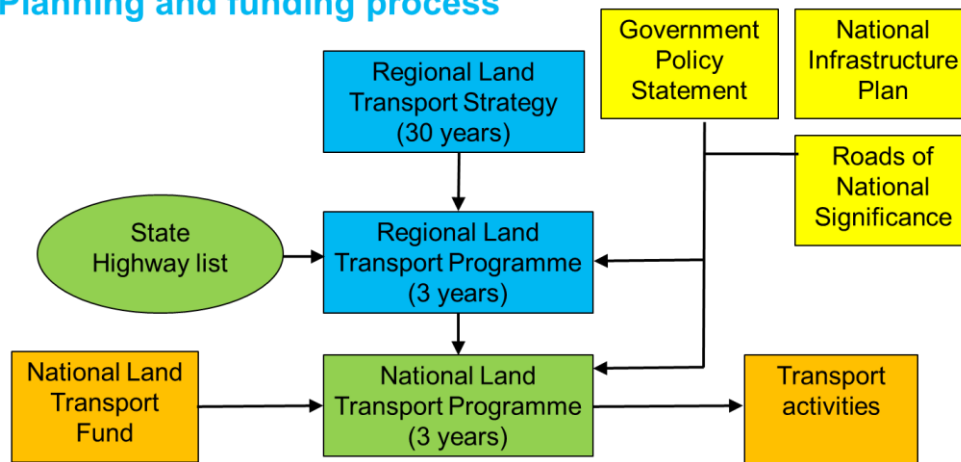 Planning and funding process
Government
Policy
Statement
National
Infrastructure
Plan
Regional Land
Transport Strategy
(30 years)
Roads of
National
Significance
State
Highway list
Regional Land
Transport Programme
(3 years)
National Land
Transport
Fund
National Land
Transport Programme
(3 years)
Transport
activities